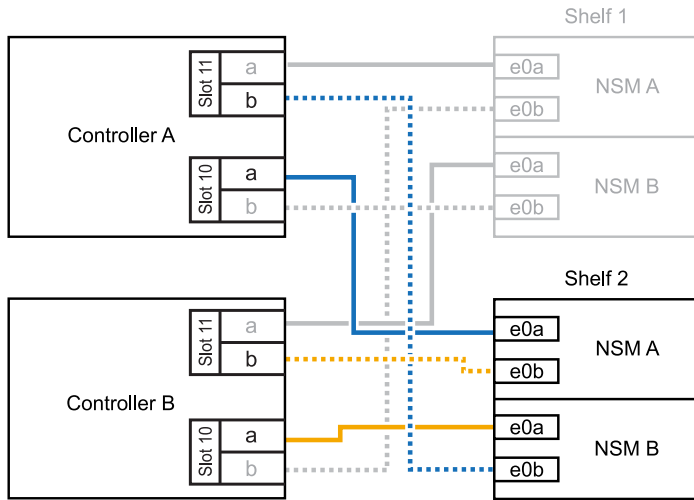 Shelf 1
Controller A
Slot 11
a
b
Slot 10
a
b
e0a
e0b
NSM A
e0a
e0b
NSM B
Shelf 2
Controller B
Slot 11
a
b
Slot 10
a
b
e0a
e0b
NSM A
e0a
e0b
NSM B